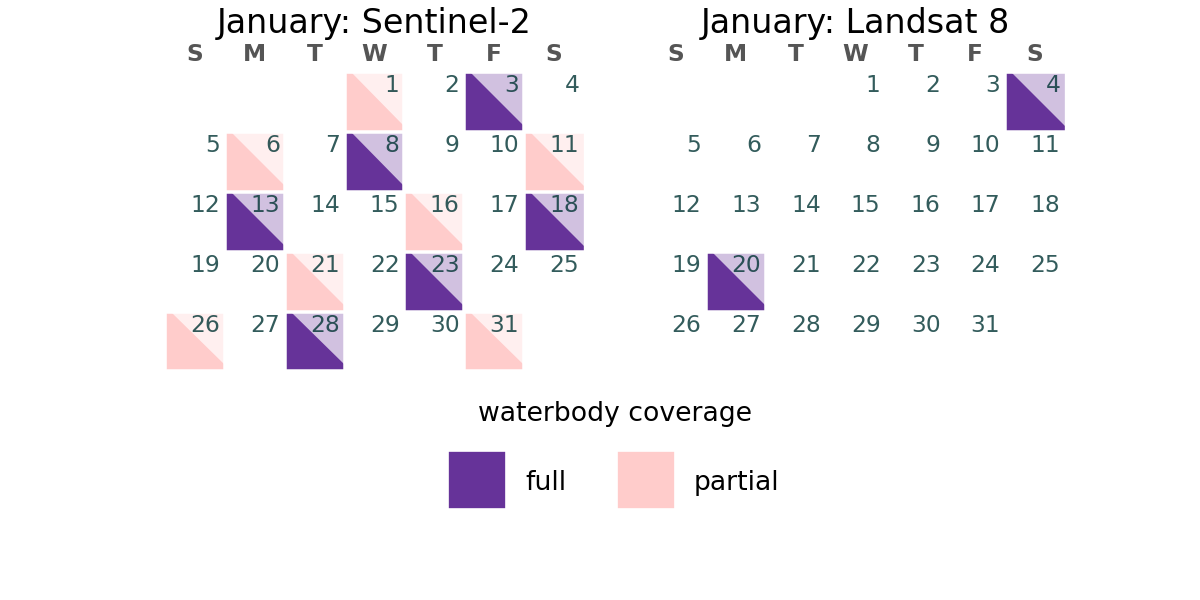 January: Sentinel-2
S M T W T F S
1 2 3 4
5 6 7 8 9 10 11
12 13 14 15 16 17 18
19 20 21 22 23 24 25
26 27 28 29 30 31
January: Landsat 8
S M T W T F S
1 2 3 4
5 6 7 8 9 10 11
12 13 14 15 16 17 18
19 20 21 22 23 24 25
26 27 28 29 30 31
waterbody coverage
full partial